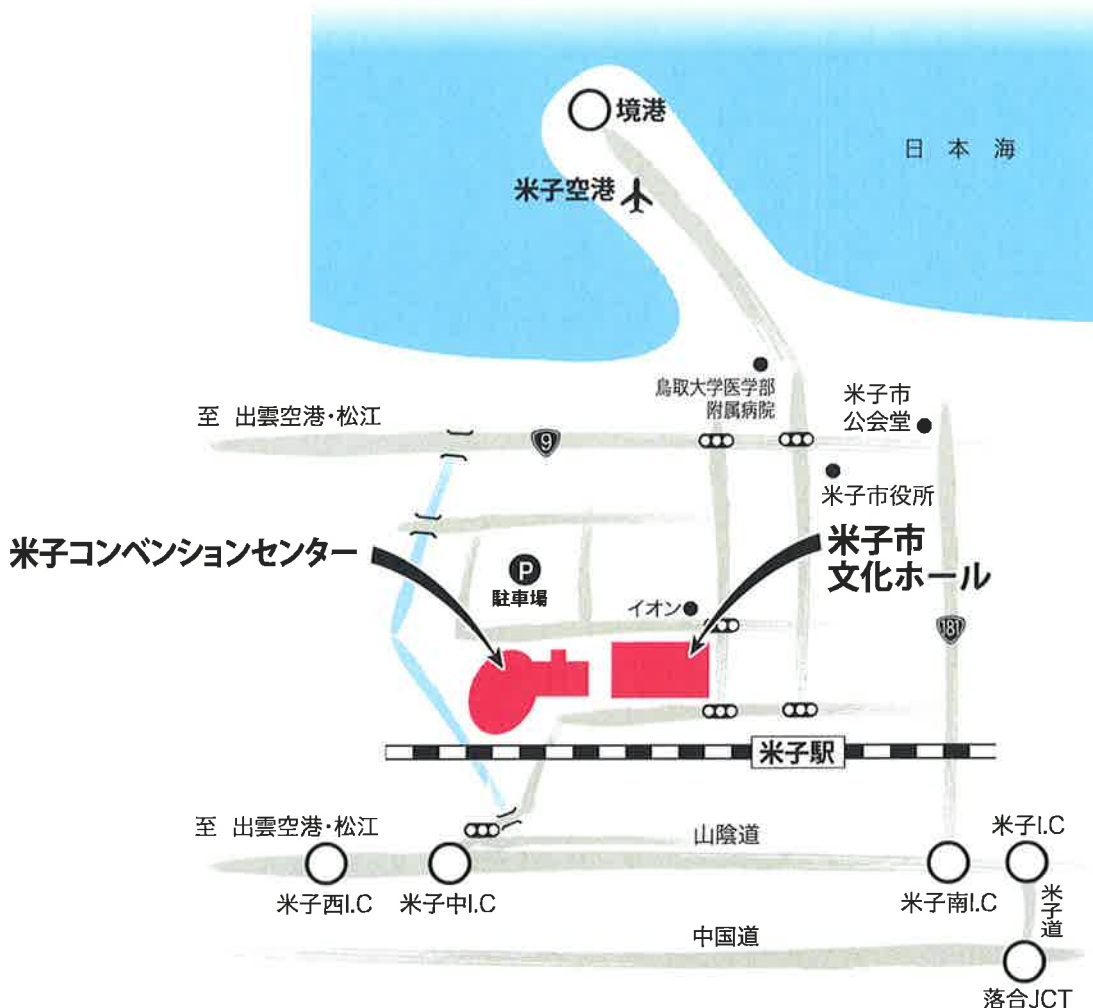 境港
日本海
米子空港
鳥取大学医学部
附属病院
米子市
公会堂
至 出雲空港・松江
9
米子市役所
米子コンベンションセンター
米子市
文化ホール
P
駐車場
イオン
181
米子駅
至 出雲空港・松江
山陰道
米子I.C
米子西I.C
米子中I.C
米子南I.C
米子道
中国道
落合JCT